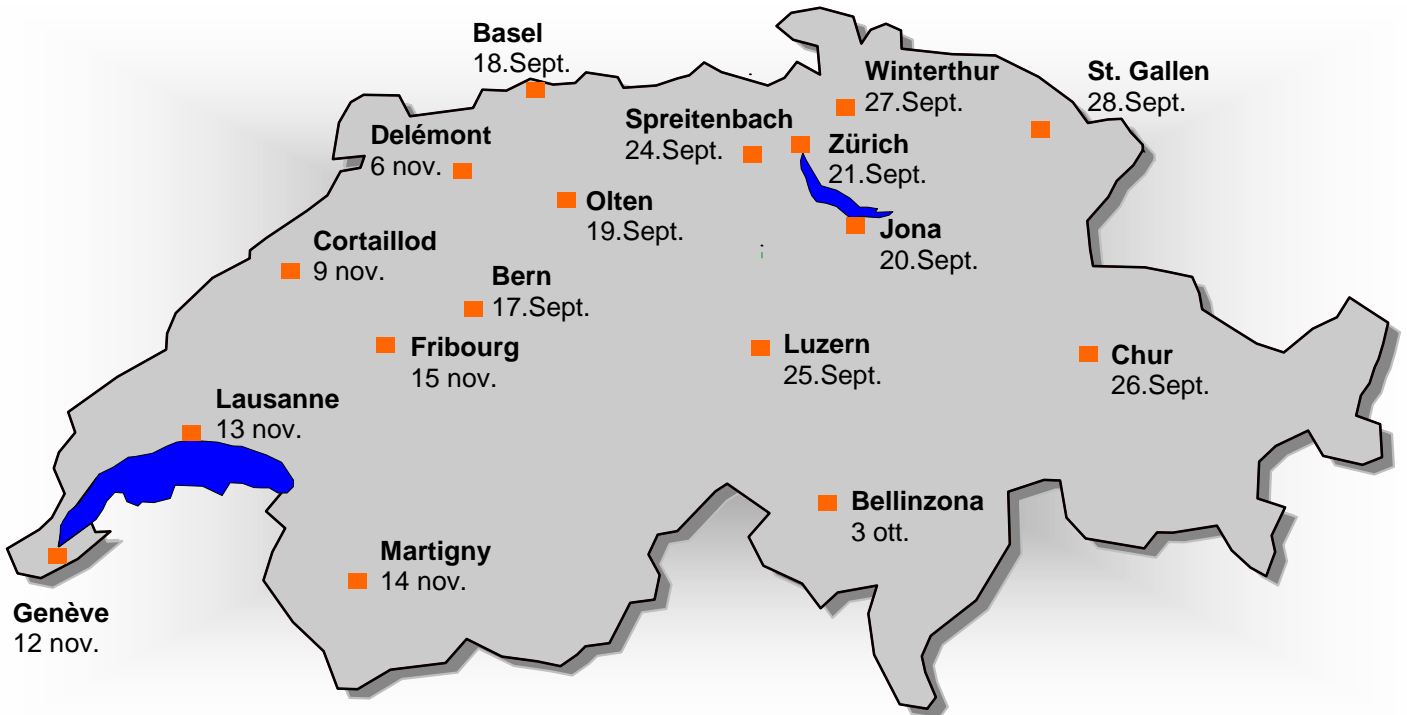 Basel
18.Sept.
Winterthur
27.Sept.
St. Gallen
28.Sept.
Delémont
6 nov.
Spreitenbach
24.Sept.
Zürich
21.Sept.
Olten
19.Sept.
Jona
20.Sept.
Cortaillod
9 nov.
Bern
17.Sept.
Fribourg
15 nov.
Luzern
25.Sept.
Chur
26.Sept.
Lausanne
13 nov.
Bellinzona
3 ott.
Martigny
14 nov.
Genève
12 nov.